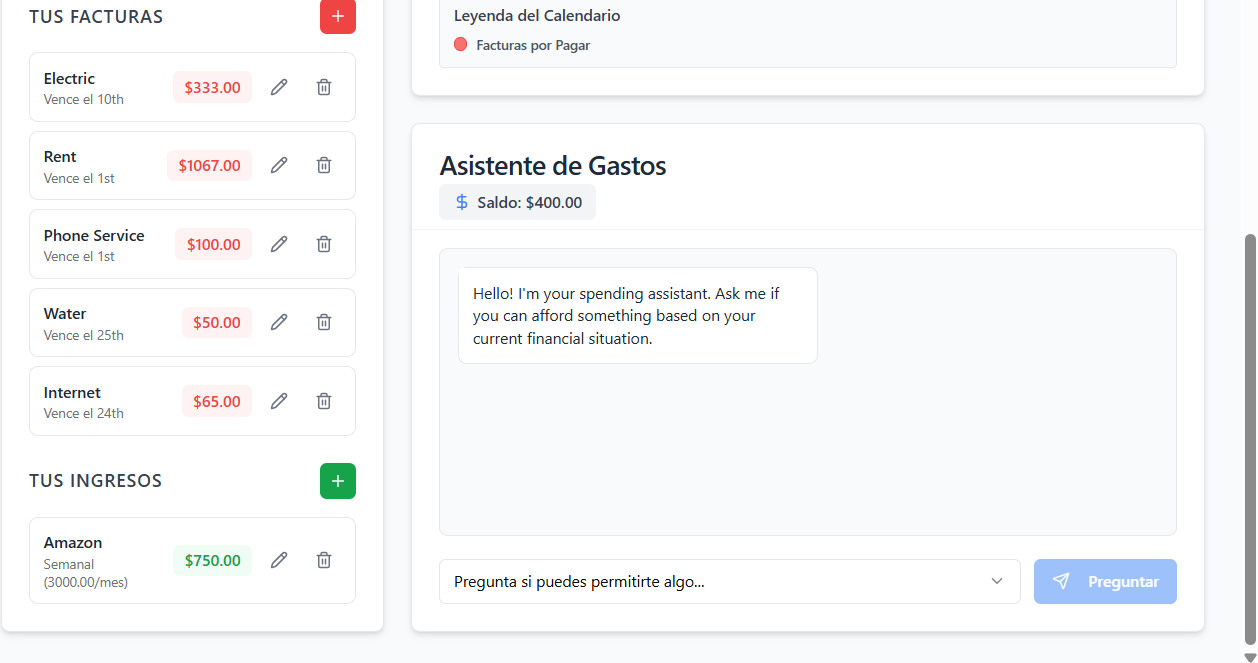 TUS FACTURAS
Electric
Vence el 10th
$333.00
Rent
Vence el 1st
$1067.00
Phone Service
Vence el 1st
$100.00
Water
Vence el 25th
$50.00
Internet
Vence el 24th
$65.00
TUS INGRESOS
Amazon
Semanal
(3000.00/mes)
$750.00
Leyenda del Calendario
Facturas por Pagar
Asistente de Gastos
Saldo: $400.00
Hello! I'm your spending assistant. Ask me if
you can afford something based on your
current financial situation.
Pregunta si puedes permitirte algo...
Preguntar